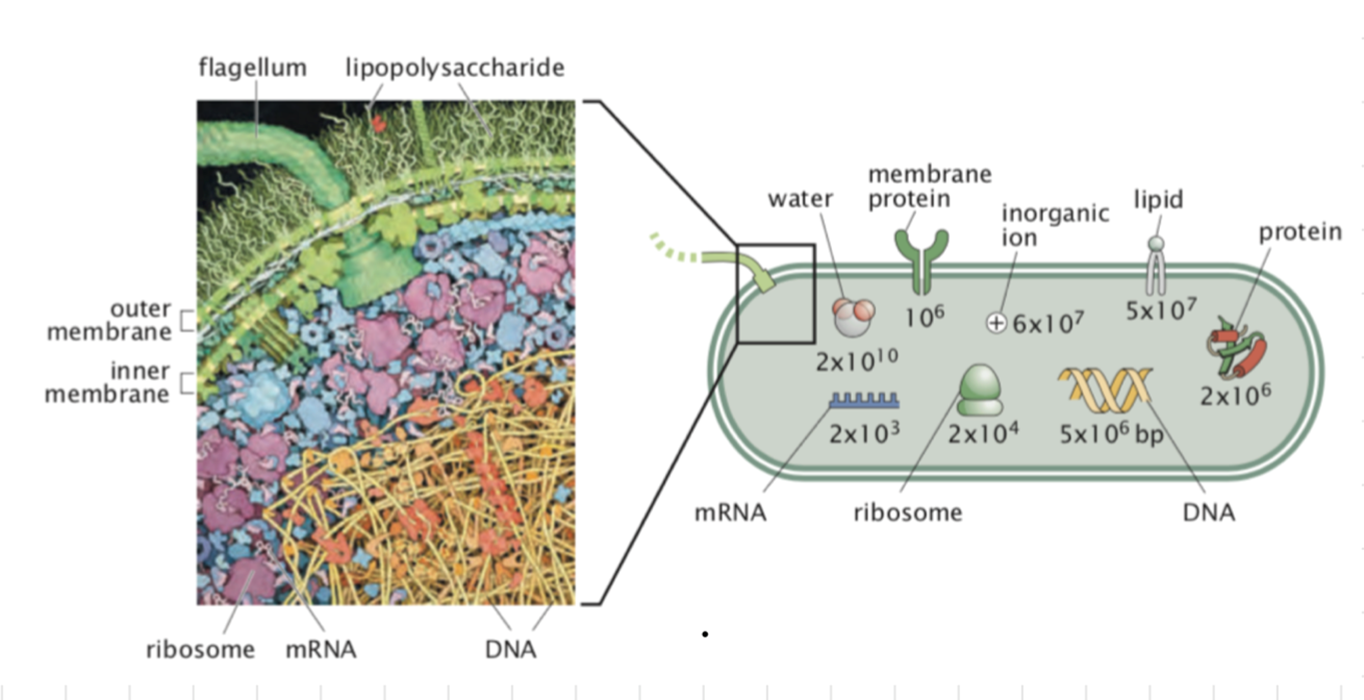 flagellum
lipopolysaccharide
outer
membrane
inner
membrane
ribosome
mRNA
DNA
water
membrane
protein
inorganic
ion
lipid
protein
10⁶
+
6x10⁷
5x10⁷
2x10¹⁰
2x10⁶
2x10³
2x10⁴
5x10⁶ bp
mRNA
ribosome
DNA